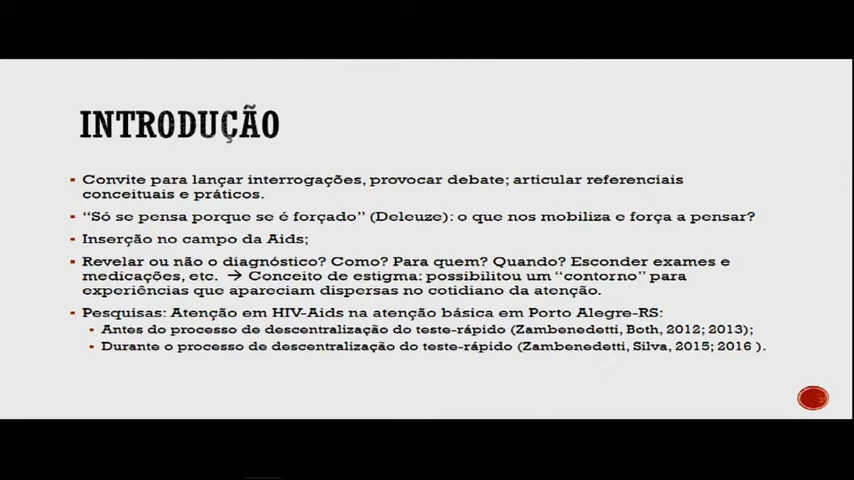 INTRODUÇÃO
Convite para lançar interrogações, provocar debate; articular referenciais
conceituais e práticos.
"Só se pensa porque se é forçado" (Deleuze): o que nos mobiliza e força a pensar?
Inserção no campo da Aids;
Revelar ou não o diagnóstico? Como? Para quem? Quando? Esconder exames e
medicações, etc. → Conceito de estigma: possibilitou um "contorno" para
experiências que apareciam dispersas no cotidiano da atenção.
Pesquisas: Atenção em HIV-Aids na atenção básica em Porto Alegre-RS:
Antes do processo de descentralização do teste-rápido (Zambenedetti, Both, 2012; 2013);
Durante o processo de descentralização do teste-rápido (Zambenedetti, Silva, 2015; 2016 ).